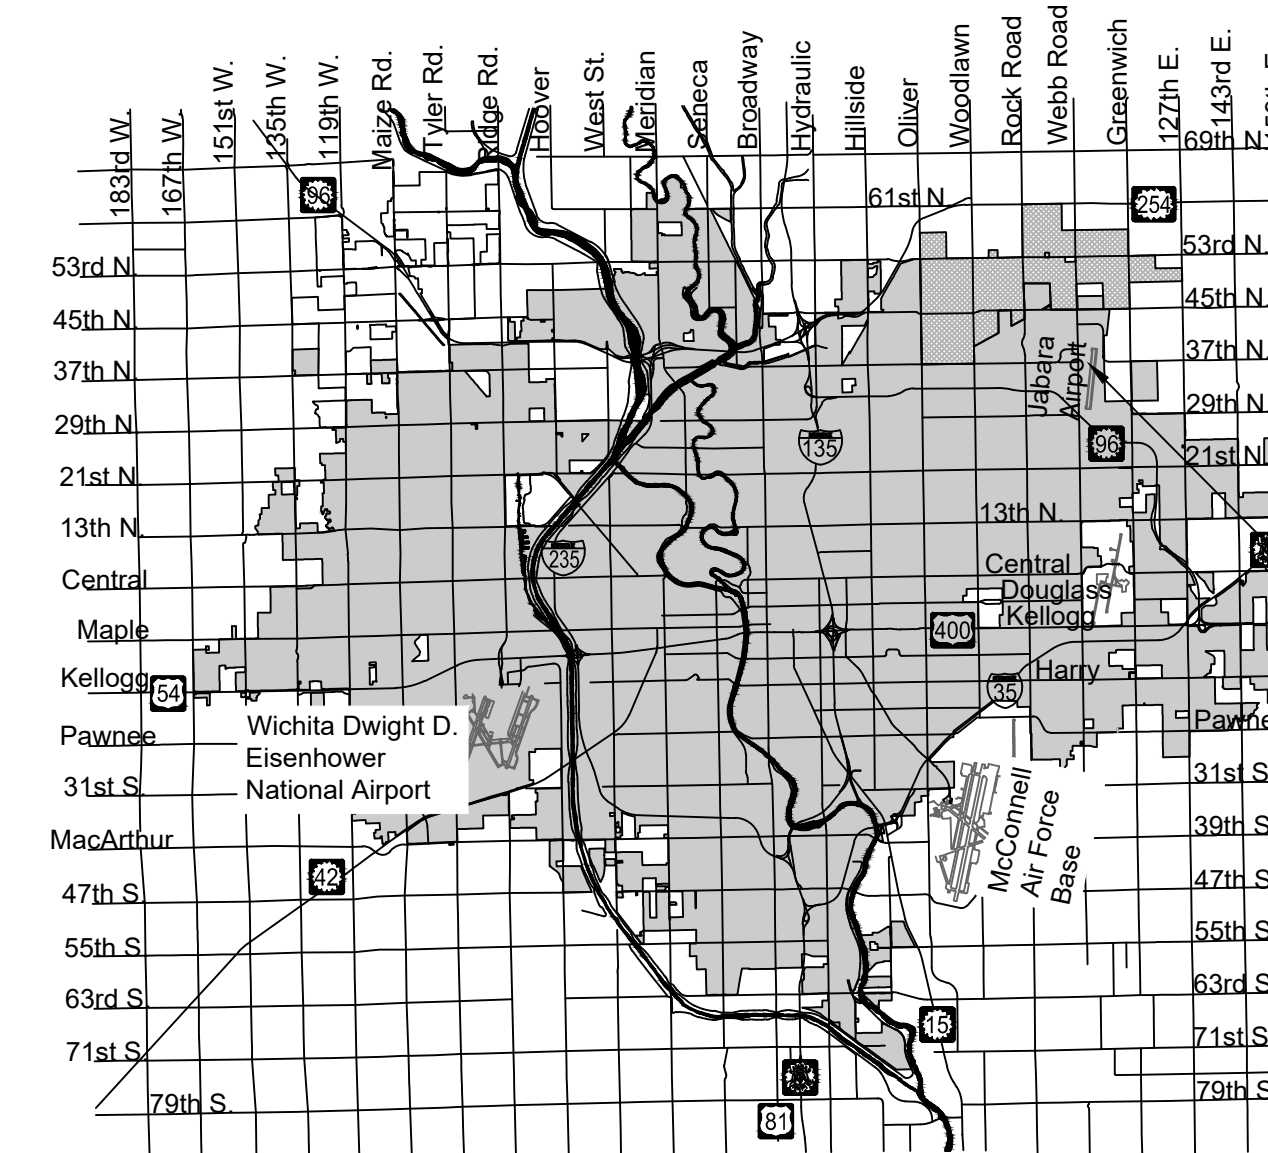 183rd W.
167th W.
151st W.
135th W.
119th W.
Maize Rd.
Tyler Rd.
Ridge Rd.
Hoover
West St.
Meridian
Seneca
Broadway
Hydraulic
Hillside
Oliver
Woodlawn
Rock Road
Webb Road
Greenwich
127th E.
143rd E.
69th N.
96
61st N.
254
53rd N.
53rd N.
45th N.
45th N.
37th N.
37th N.
Jabara
Airport
29th N.
29th N.
135
96
21st N.
21st N.
13th N.
13th N.
235
Central
Central
Douglass
Kellogg
Maple
400
Kellogg
54
Harry
35
Wichita Dwight D.
Eisenhower
National Airport
Pawnee
Pawne
31st S.
31st S
McConnell
Air Force
Base
MacArthur
39th S
42
47th S.
47th S
55th S.
55th S
63rd S.
63rd S
15
71st S.
71st S
79th S.
79th S
81